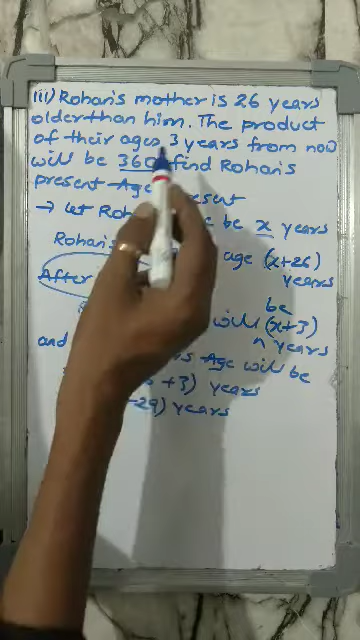 iii) Rohan's mother is 26 years
older than him. The product
of their ages 3 years from now
will be 360 find Rohan's
present Age present
→ let Roh be x years
Rohan's age (x+26)
years
After
be
will (x+3)
years
and s Age will be
+3) years
29) years